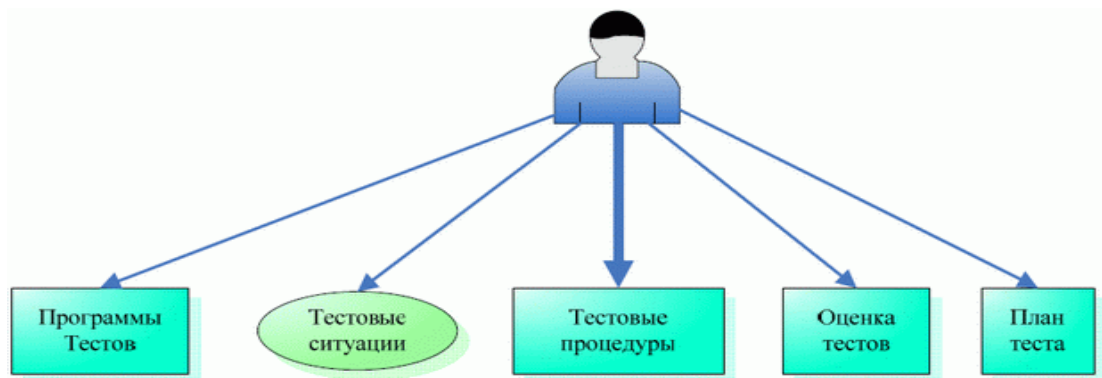 Программы
Тестов
Тестовые
ситуации
Тестовые
процедуры
Оценка
тестов
План
теста